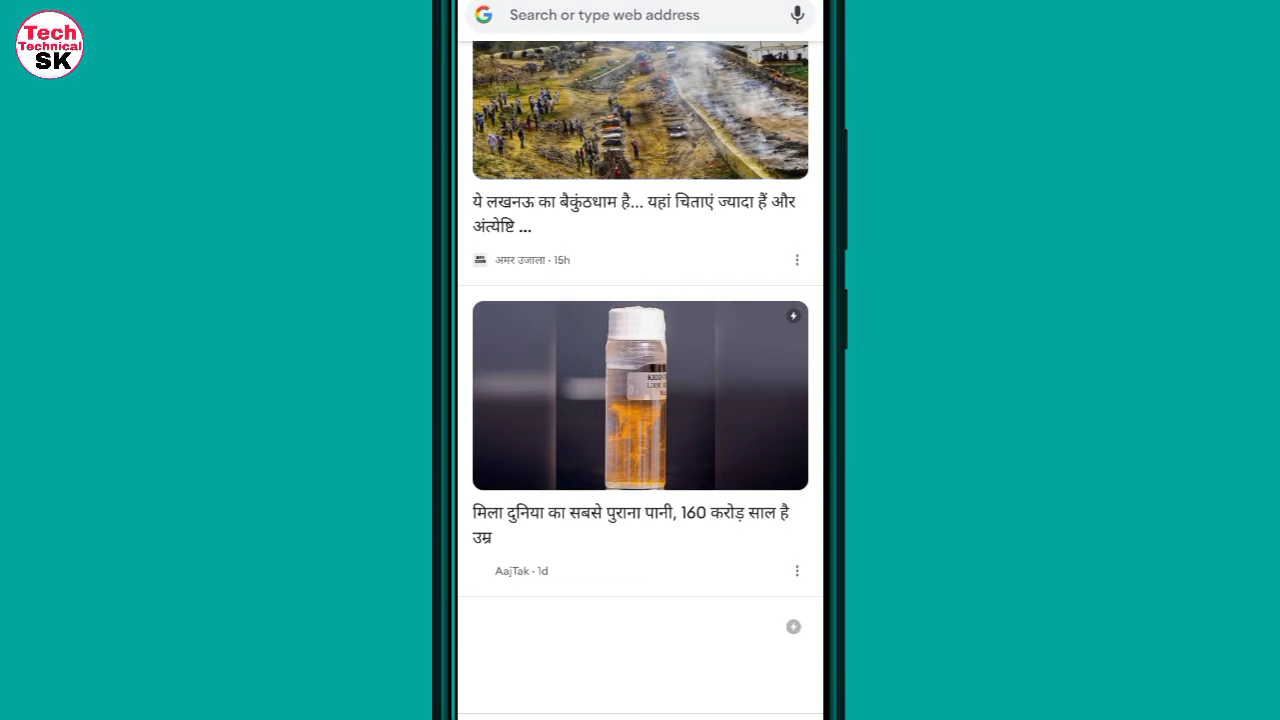 Tech
Technical
SK
Search or type web address
ये लखनऊ का बैकुंठधाम है... यहां चिताएं ज्यादा हैं और
अंत्येष्टि ...
अमर उजाला · 15h
मिला दुनिया का सबसे पुराना पानी, 160 करोड़ साल है
उम्र
AajTak · 1d